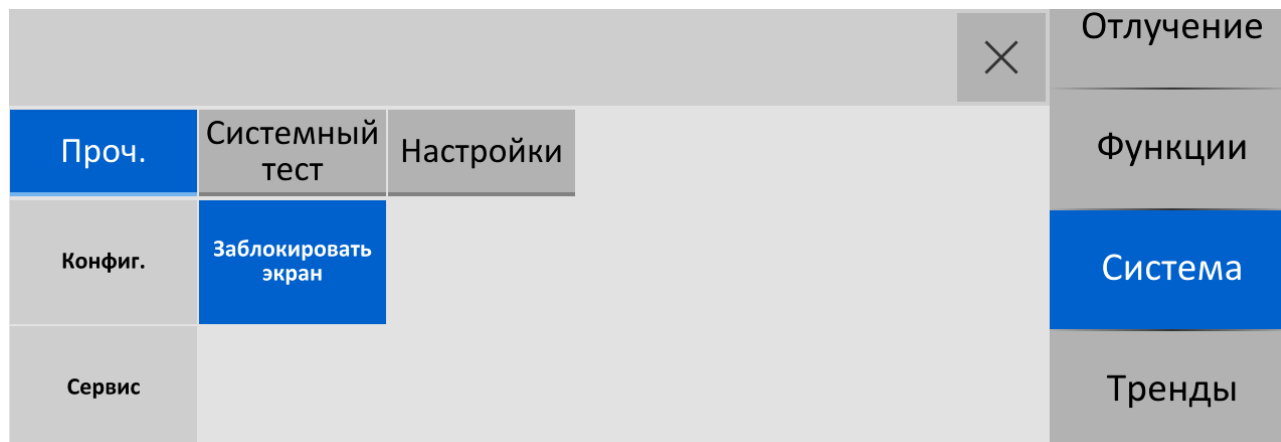 Отлучение
Проч.
Системный
тест
Настройки
Функции
Конфиг.
Заблокировать
экран
Система
Сервис
Тренды